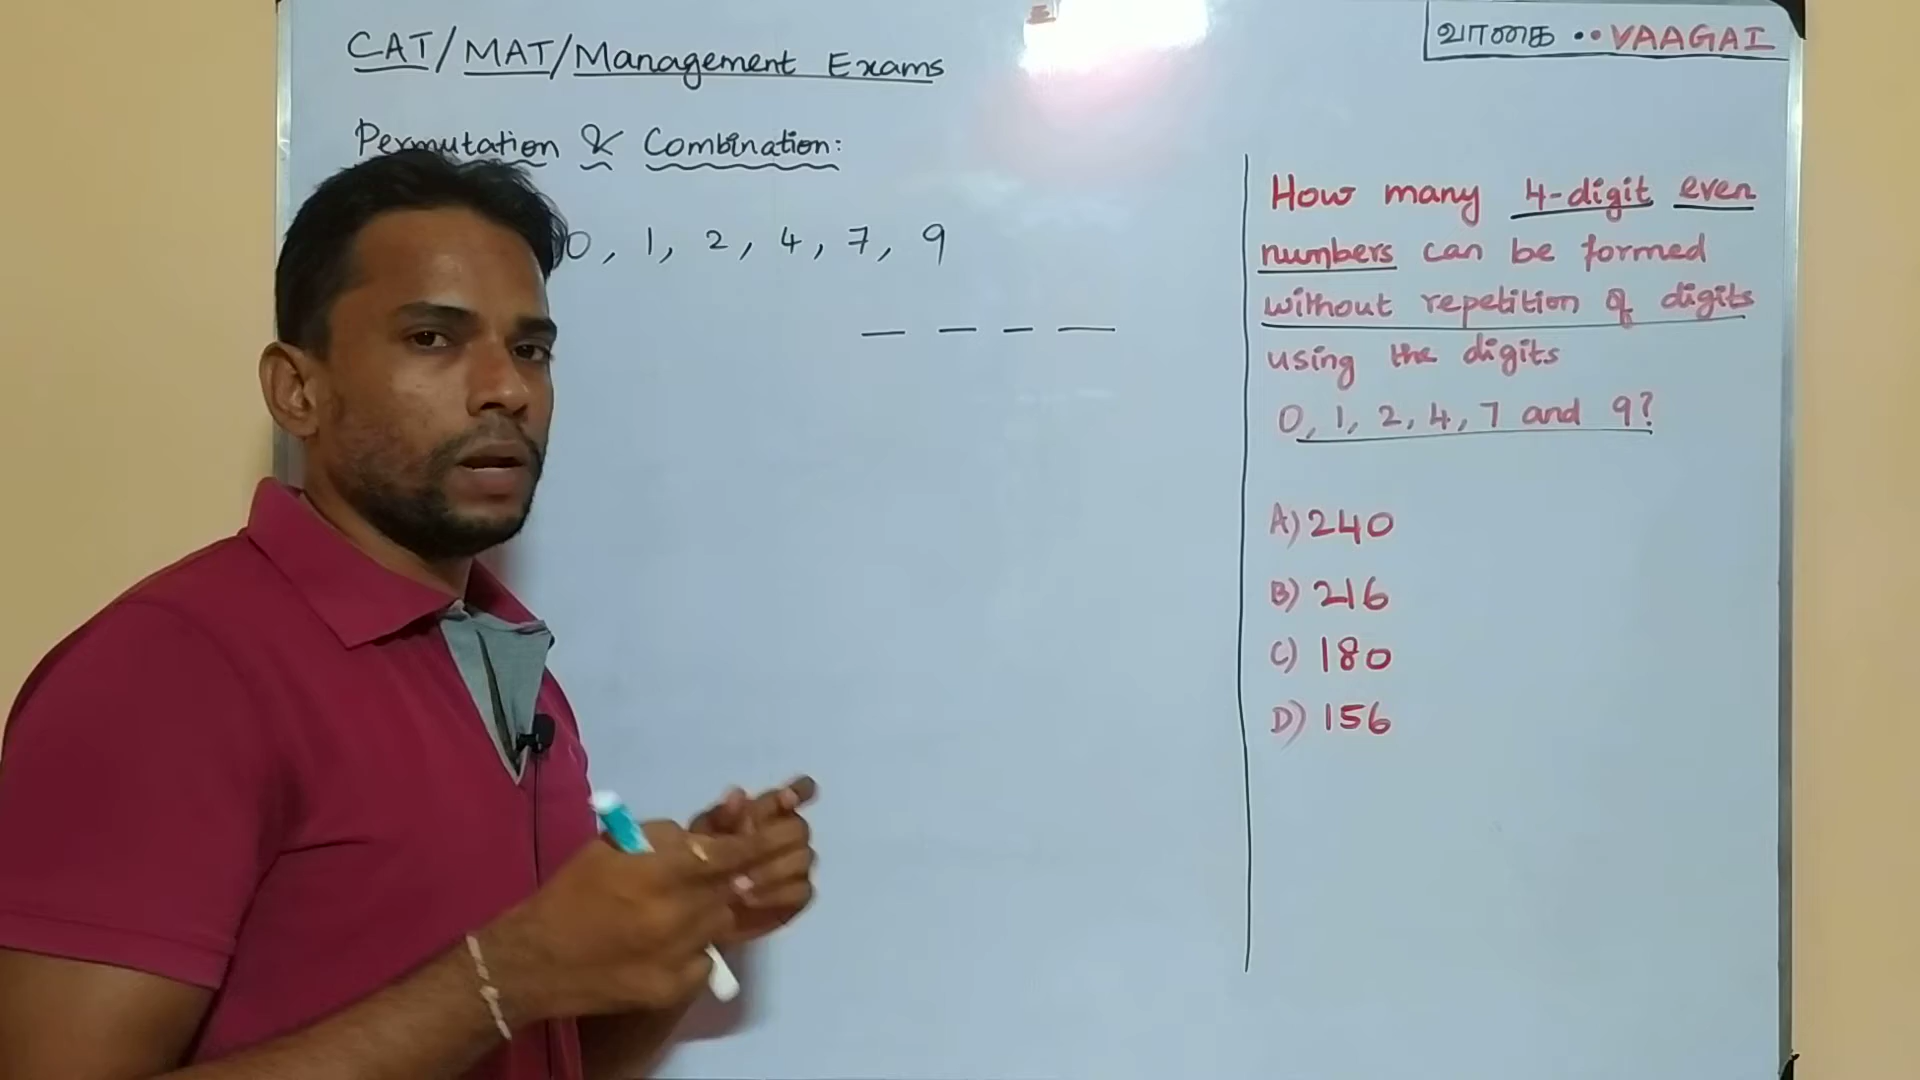 CAT/MAT/Management Exams
வாகை ..VAAGAI
Permutation & Combination:
0, 1, 2, 4, 7, 9
How many 4-digit even
numbers can be formed
without repetition of digits
using the digits
0, 1, 2, 4, 7 and 9?
A) 240
B) 216
C) 180
D) 156